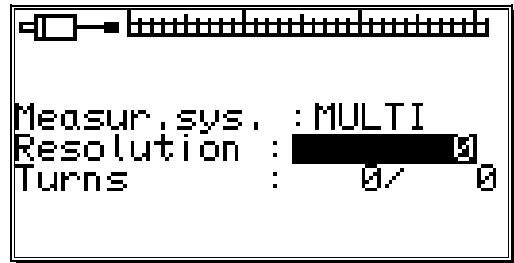 Measur.sys. :MULTI
Resolution : 0
Turns : 0/ 0